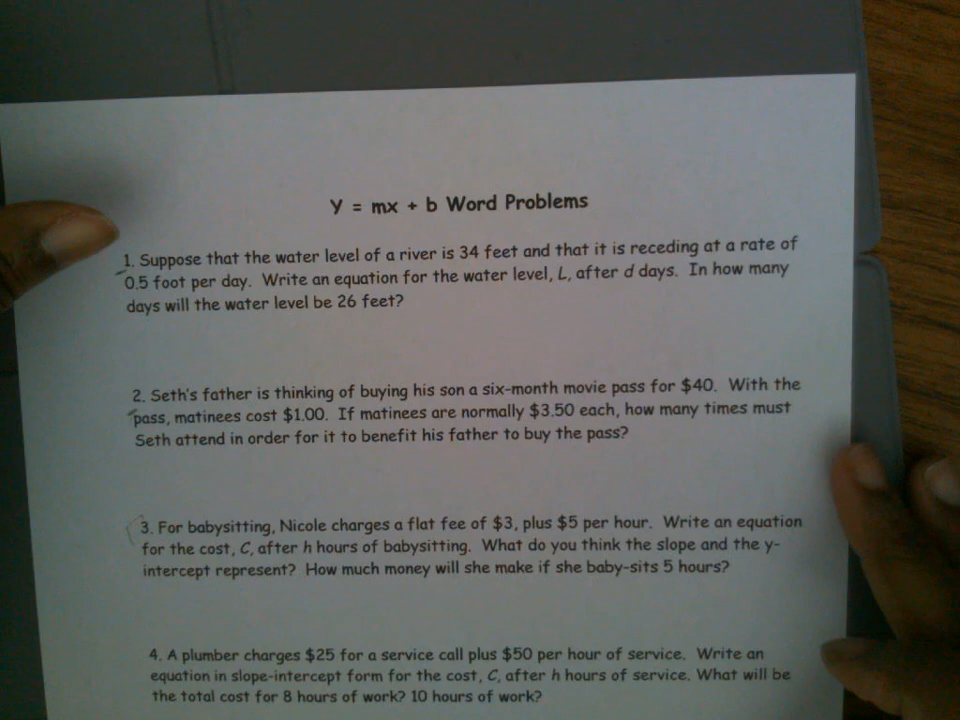 Y = mx + b Word Problems
1. Suppose that the water level of a river is 34 feet and that it is receding at a rate of
0.5 foot per day. Write an equation for the water level, L, after d days. In how many
days will the water level be 26 feet?
2. Seth's father is thinking of buying his son a six-month movie pass for $40. With the
pass, matinees cost $1.00. If matinees are normally $3.50 each, how many times must
Seth attend in order for it to benefit his father to buy the pass?
3. For babysitting, Nicole charges a flat fee of $3, plus $5 per hour. Write an equation
for the cost, C, after h hours of babysitting. What do you think the slope and the y-
intercept represent? How much money will she make if she baby-sits 5 hours?
4. A plumber charges $25 for a service call plus $50 per hour of service. Write an
equation in slope-intercept form for the cost, C, after h hours of service. What will be
the total cost for 8 hours of work? 10 hours of work?